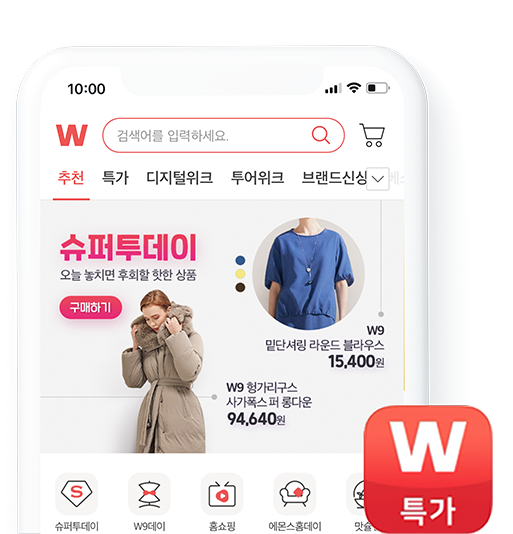 10:00
W
검색어를 입력하세요.
추천 특가 디지털위크 투어위크 브랜드신상
슈퍼투데이
오늘 놓치면 후회할 핫한 상품
구매하기
W9
밑단셔링 라운드 블라우스
15,400원
W9 헝가리구스
사가폭스 퍼 롱다운
94,640원
S
슈퍼투데이 W9데이 홈쇼핑 에몬스홈데이
W
특가